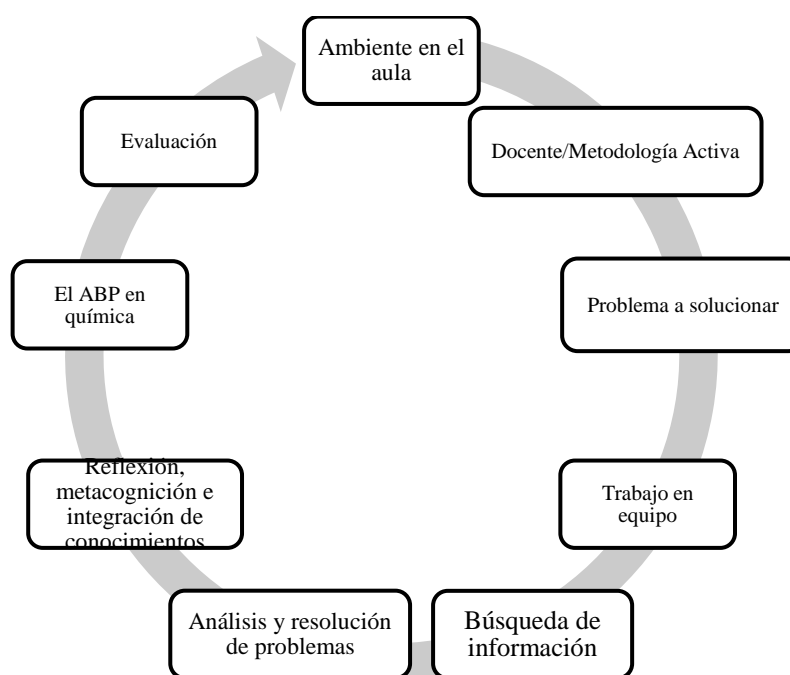 Ambiente en el
aula
Docente/Metodología Activa
Problema a solucionar
Trabajo en
equipo
Búsqueda de
información
Análisis y resolución
de problemas
Reflexión,
metacognición e
integración de
conocimientos
El ABP en
química
Evaluación